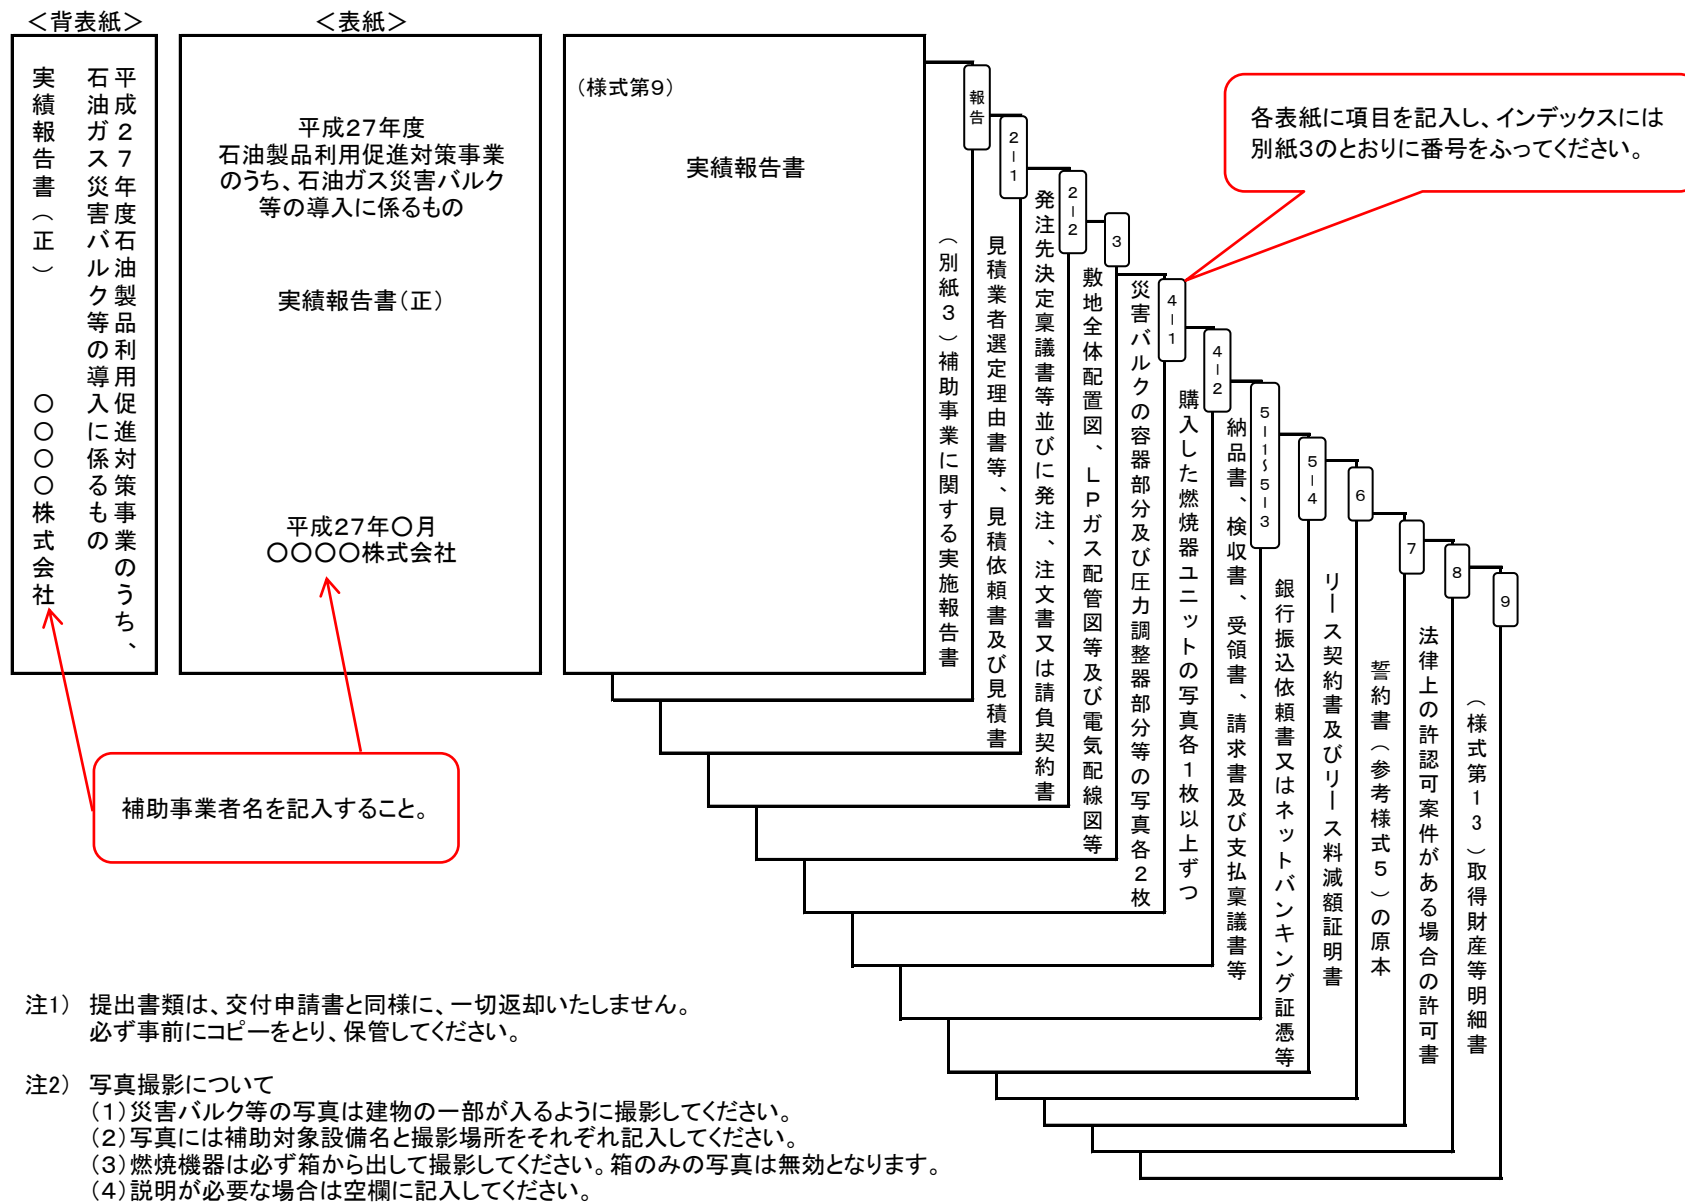 ＜背表紙＞
平成２７年度石油製品利用促進対策事業のうち、
石油ガス災害バルク等の導入に係るもの
実績報告書（正）　〇〇〇〇株式会社
＜表紙＞
平成27年度
石油製品利用促進対策事業
のうち、石油ガス災害バルク
等の導入に係るもの
実績報告書（正）
平成27年〇月
〇〇〇〇株式会社
（様式第9）
実績報告書
報告
（別紙３）補助事業に関する実施報告書
２－１
見積業者選定理由書等、見積依頼書及び見積書
２－２
発注先決定稟議書等並びに発注、注文書又は請負契約書
３
敷地全体配置図、ＬＰガス配管図等及び電気配線図等
４－１
災害バルクの容器部分及び圧力調整器部分等の写真各２枚
４－２
購入した燃焼器ユニットの写真各１枚以上ずつ
５－１～５－３
納品書、検収書、受領書、請求書及び支払稟議書等
５－４
銀行振込依頼書又はネットバンキング証憑等
６
リース契約書及びリース料減額証明書
７
誓約書（参考様式５）の原本
８
法律上の許認可案件がある場合の許可書
９
（様式第１３）取得財産等明細書
各表紙に項目を記入し、インデックスには
別紙3のとおりに番号をふってください。
補助事業者名を記入すること。
注1）　提出書類は、交付申請書と同様に、一切返却いたしません。
必ず事前にコピーをとり、保管してください。
注2）　写真撮影について
（1）災害バルク等の写真は建物の一部が入るように撮影してください。
（2）写真には補助対象設備名と撮影場所をそれぞれ記入してください。
（3）燃焼機器は必ず箱から出して撮影してください。箱のみの写真は無効となります。
（4）説明が必要な場合は空欄に記入してください。